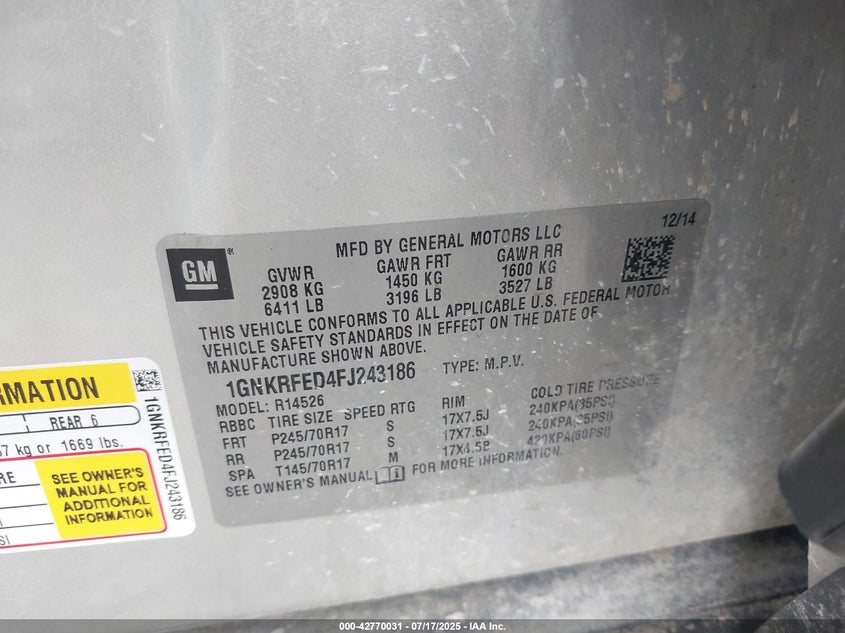 12/14
GM ®
MFD BY GENERAL MOTORS LLC
GVWR GAWR FRT GAWR RR
2908 KG 1450 KG 1600 KG
6411 LB 3196 LB 3527 LB
THIS VEHICLE CONFORMS TO ALL APPLICABLE U.S. FEDERAL MOTOR
VEHICLE SAFETY STANDARDS IN EFFECT ON THE DATE OF
MANUFACTURE SHOWN ABOVE.
1GNKRFED4FJ243186 TYPE: M.P.V.
MODEL: R14526
RBBC TIRE SIZE SPEED RTG RIM COLD TIRE PRESSURE
FRT P245/70R17 S 17X7.5J 240KPA(35PSI)
RR P245/70R17 S 17X7.5J 240KPA(35PSI)
SPA T145/70R17 M 17X4.5B 420KPA(60PSI)
SEE OWNER'S MANUAL FOR MORE INFORMATION.
RMATION
REAR 6
7 kg or 1669 lbs.
RE
SEE OWNER'S
MANUAL FOR
ADDITIONAL
INFORMATION
SI
1GNKRFED4FJ243186
000-42770031 - 07/17/2025 - IAA Inc.